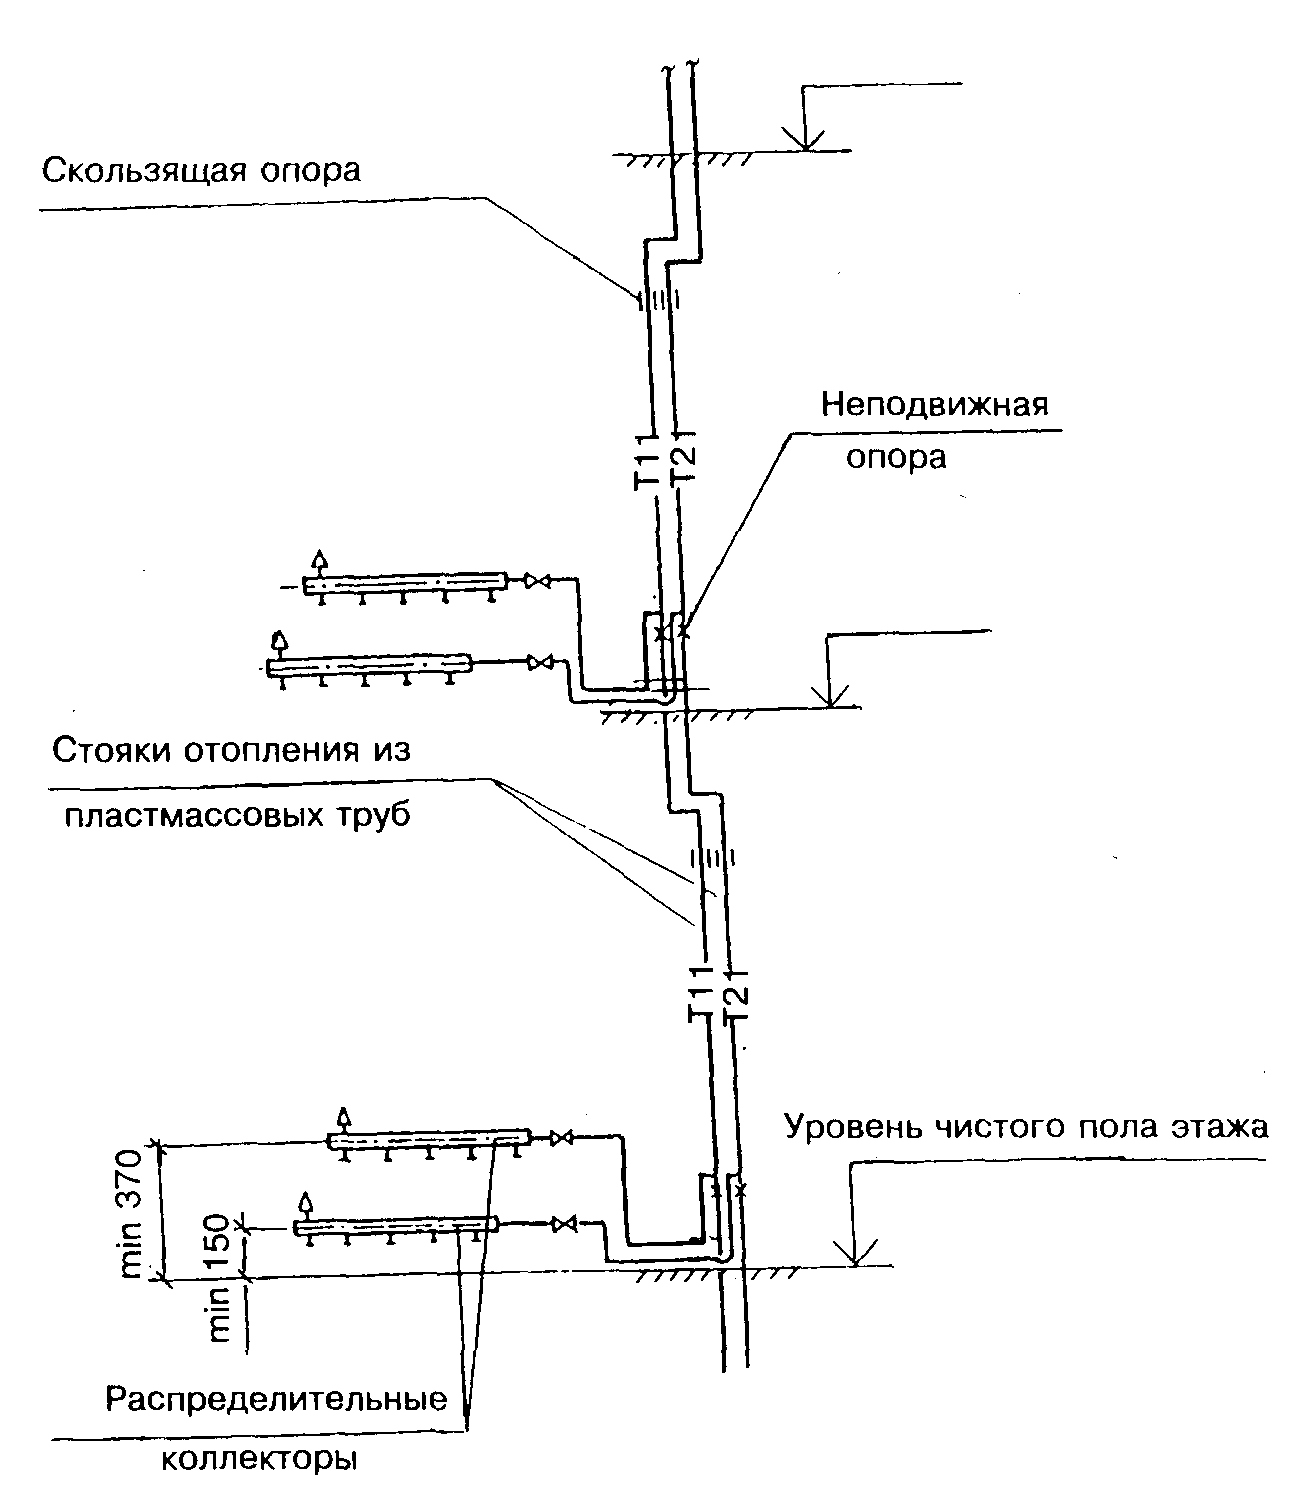 Скользящая опора
Неподвижная
опора
Т11
Т21
Стояки отопления из
пластмассовых труб
Т11
Т21
Уровень чистого пола этажа
min 370
min 150
Распределительные
коллекторы